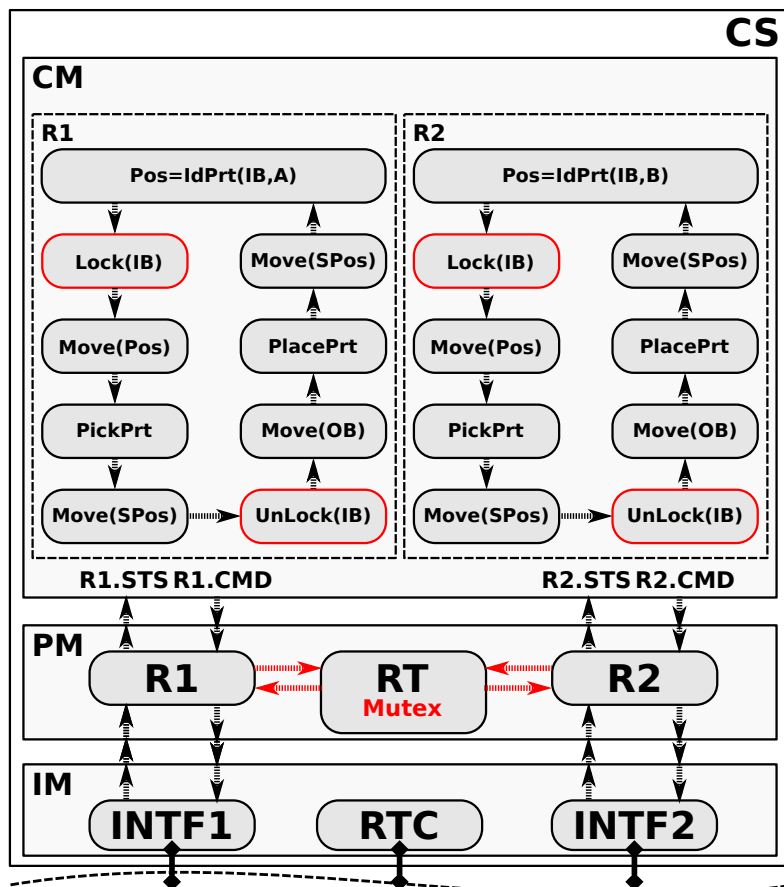 CS
CM
R1
Pos=IdPrt(IB,A)
Lock(IB)
Move(SPos)
Move(Pos)
PlacePrt
PickPrt
Move(OB)
Move(SPos)
UnLock(IB)
R2
Pos=IdPrt(IB,B)
Lock(IB)
Move(SPos)
Move(Pos)
PlacePrt
PickPrt
Move(OB)
Move(SPos)
UnLock(IB)
R1.STS R1.CMD
R2.STS R2.CMD
PM
R1
RT
Mutex
R2
IM
INTF1
RTC
INTF2